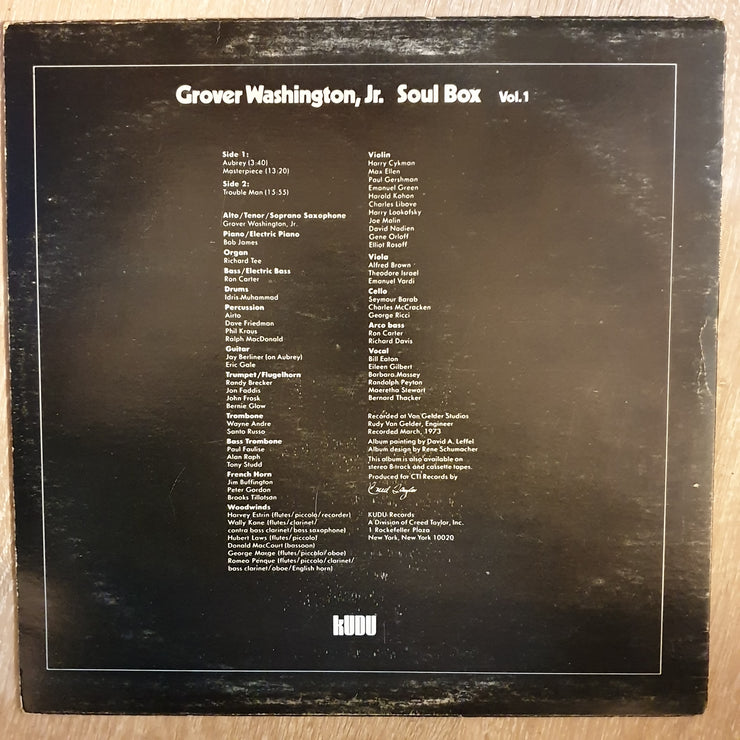 Grover Washington, Jr. Soul Box Vol.1
Side 1:
Aubrey (3:40)
Masterpiece (13:20)
Side 2:
Trouble Man (15:55)
Alto/Tenor/Soprano Saxophone
Grover Washington, Jr.
Piano/Electric Piano
Bob James
Organ
Richard Tee
Bass/Electric Bass
Ron Carter
Drums
Idris Muhammad
Percussion
Airto
Dave Friedman
Phil Kraus
Ralph MacDonald
Guitar
Jay Berliner (on Aubrey)
Eric Gale
Trumpet/Flugelhorn
Randy Brecker
Jon Faddis
John Frosk
Bernie Glow
Trombone
Wayne Andre
Santo Russo
Bass Trombone
Paul Faulise
Alan Raph
Tony Studd
French Horn
Jim Buffington
Peter Gordon
Brooks Tillotsan
Woodwinds
Harvey Estrin (flutes/piccolo/recorder)
Wally Kane (flutes/clarinet/
contra bass clarinet/bass saxophone)
Hubert Laws (flutes/piccolo)
Donald MacCourt (bassoon)
George Marge (flutes/piccolo/oboe)
Romeo Penque (flutes/piccolo/clarinet/
bass clarinet/oboe/English horn)
Violin
Harry Cykman
Max Ellen
Paul Gershman
Emanuel Green
Harold Kohon
Charles Libove
Harry Lookofsky
Joe Malin
David Nadien
Gene Orloff
Elliot Rosoff
Viola
Alfred Brown
Theodore Israel
Emanuel Vardi
Cello
Seymour Barab
Charles McCracken
George Ricci
Arco bass
Ron Carter
Richard Davis
Vocal
Bill Eaton
Eileen Gilbert
Barbara Massey
Randolph Peyton
Maeretha Stewart
Bernard Thacker
Recorded at Van Gelder Studios
Rudy Van Gelder, Engineer
Recorded March, 1973
Album painting by David A. Leffel
Album design by Rene Schumacher
This album is also available on
stereo 8-track and cassette tapes.
Produced for CTI Records by
Creed Taylor
KUDU Records
A Division of Creed Taylor, Inc.
1 Rockefeller Plaza
New York, New York 10020
kUDU